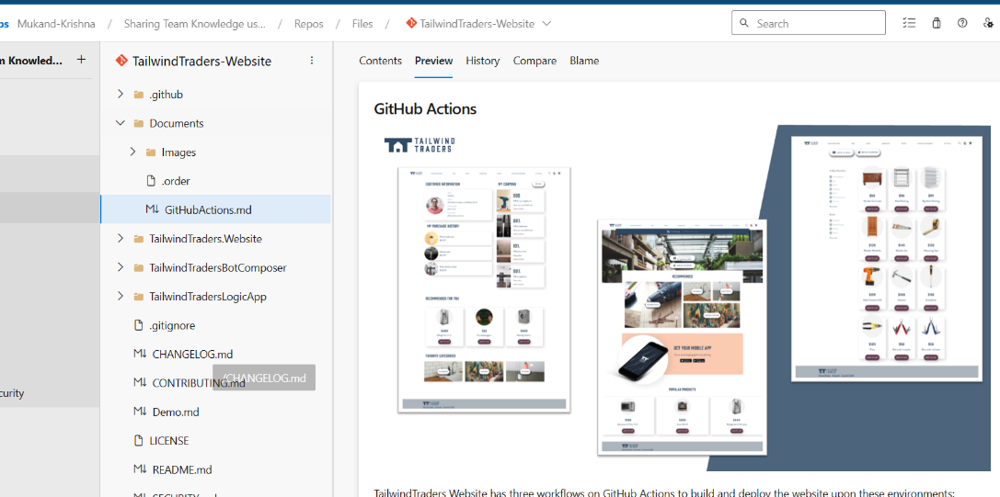 os Mukand-Krishna / Sharing Team Knowledge us... / Repos / Files / TailwindTraders-Website
Search
m Knowled... +
curity
TailwindTraders-Website
.github
Documents
Images
.order
GitHubActions.md
TailwindTraders.Website
TailwindTradersBotComposer
TailwindTradersLogicApp
.gitignore
CHANGELOG.md
/CHANGELOG.md
CONTRIBUTING.md
Demo.md
LICENSE
README.md
SECURITY.md
Contents Preview History Compare Blame
GitHub Actions
TAILWIND
TRADERS
CUSTOMER INFORMATION
MY COUPONS
MY PURCHASE HISTORY
RECOMMENDED FOR YOU
FAVORITE CATEGORIES
RECOMMENDED
GET YOUR MOBILE APP
POPULAR PRODUCTS
TailwindTraders Website has three workflows on GitHub Actions to build and deploy the website upon these environments: